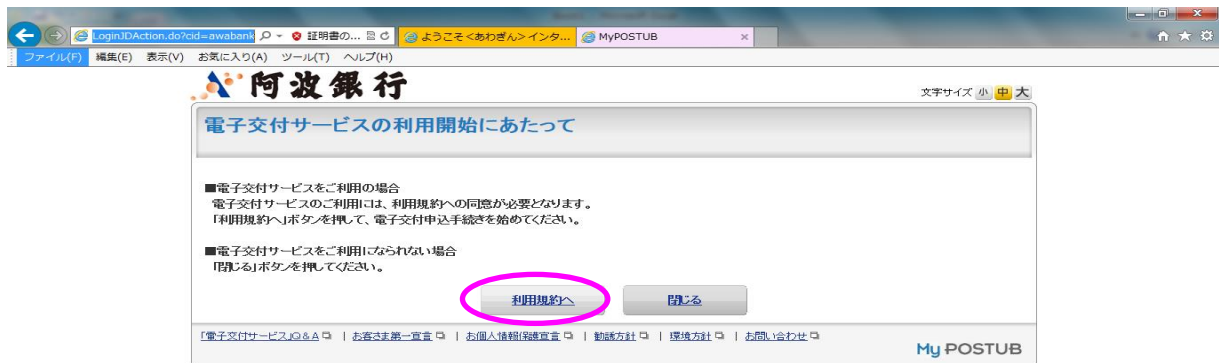 LoginJDAction.do?cid=awabank 証明書の... ようこそ<あわぎん>インタ... MyPOSTUB
ファイル(F) 編集(E) 表示(V) お気に入り(A) ツール(T) ヘルプ(H)
阿波銀行
文字サイズ 小 中 大
電子交付サービスの利用開始にあたって
■電子交付サービスをご利用の場合
電子交付サービスのご利用には、利用規約への同意が必要となります。
「利用規約へ」ボタンを押して、電子交付申込手続きを始めてください。
■電子交付サービスをご利用になられない場合
「閉じる」ボタンを押してください。
利用規約へ 閉じる
「電子交付サービス」Q&A | お客さま第一宣言 | お個人情報保護宣言 | 勧誘方針 | 環境方針 | お問い合わせ
My POSTUB